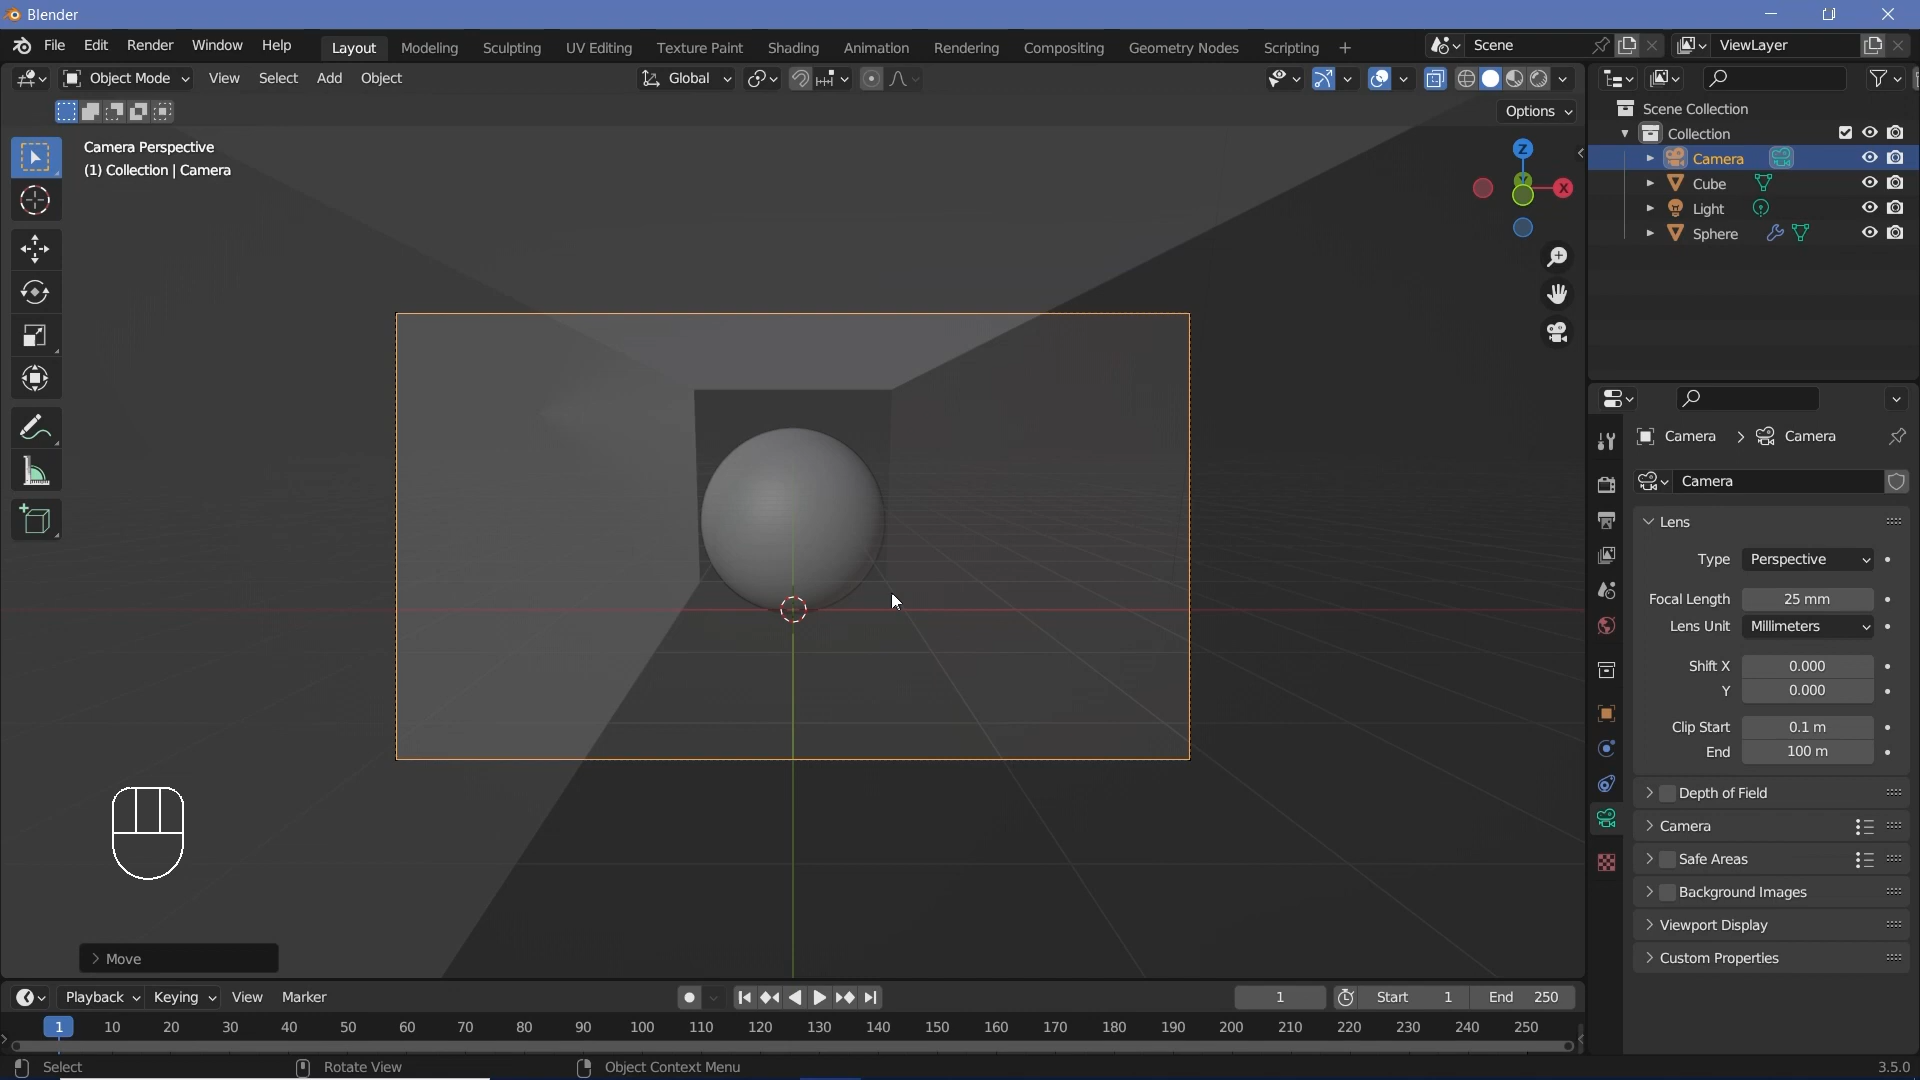 Blender
File Edit Render Window Help Layout Modeling Sculpting UV Editing Texture Paint Shading Animation Rendering Compositing Geometry Nodes Scripting + Scene ViewLayer
Object Mode View Select Add Object Global
Options
Camera Perspective
(1) Collection | Camera
Z
Y
X
Scene Collection
Collection
Camera
Cube
Light
Sphere
Camera > Camera
Camera
Lens
Type Perspective
Focal Length 25 mm
Lens Unit Millimeters
Shift X 0.000
Y 0.000
Clip Start 0.1 m
End 100 m
Depth of Field
Camera
Safe Areas
Background Images
Viewport Display
Custom Properties
> Move
Playback Keying View Marker 1 Start 1 End 250
1 10 20 30 40 50 60 70 80 90 100 110 120 130 140 150 160 170 180 190 200 210 220 230 240 250
Select Rotate View Object Context Menu 3.5.0